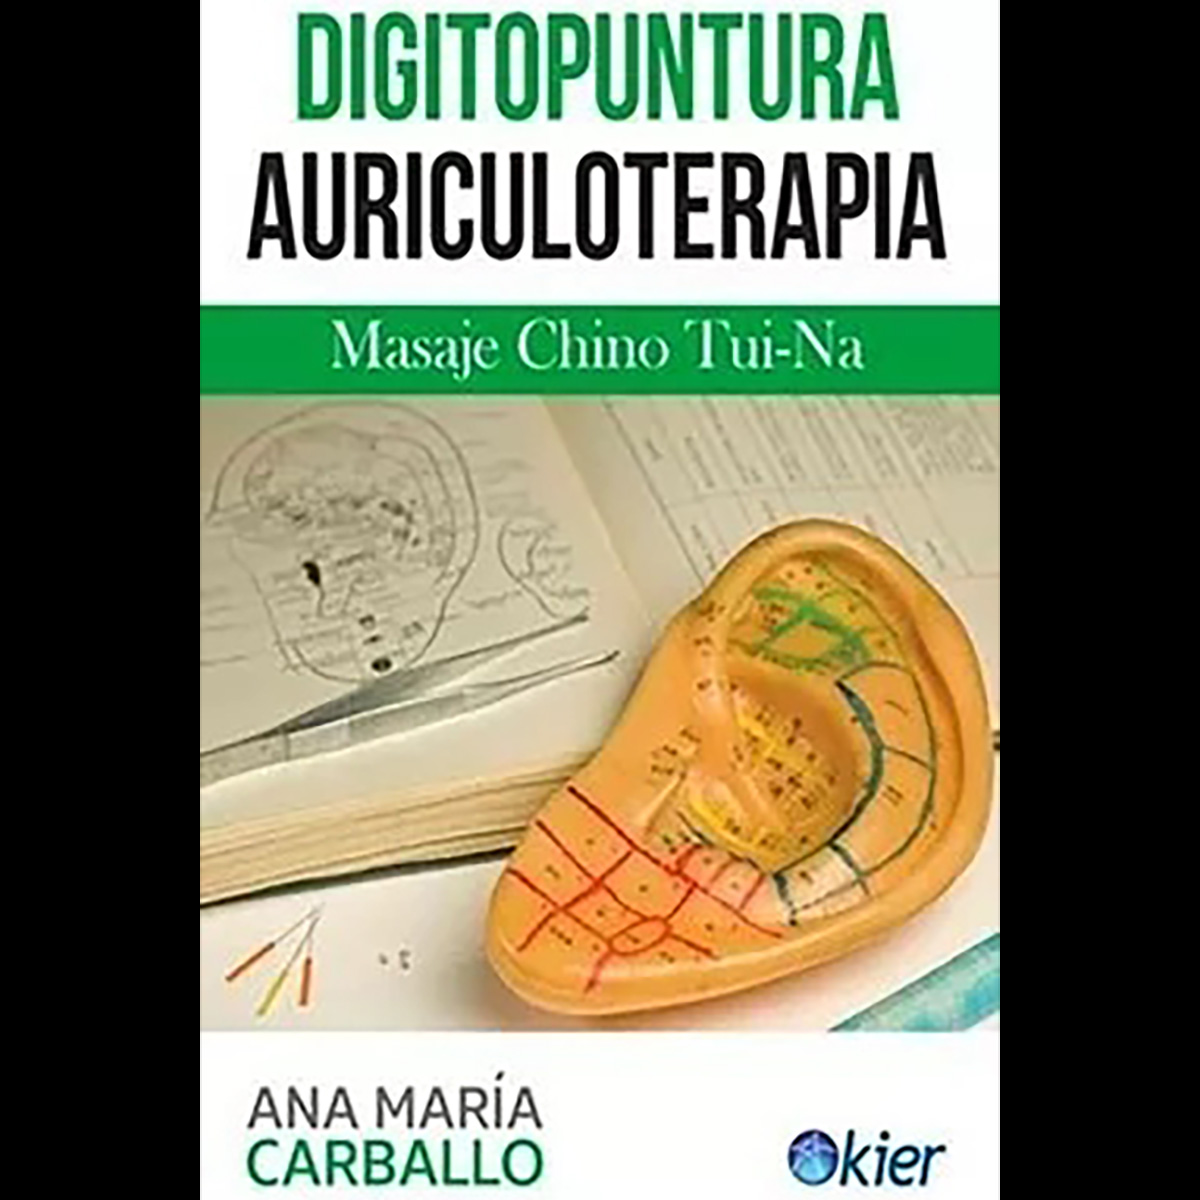 DIGITOPUNTURA
AURICULOTERAPIA
Masaje Chino Tui-Na
ANA MARÍA
CARBALLO
kier